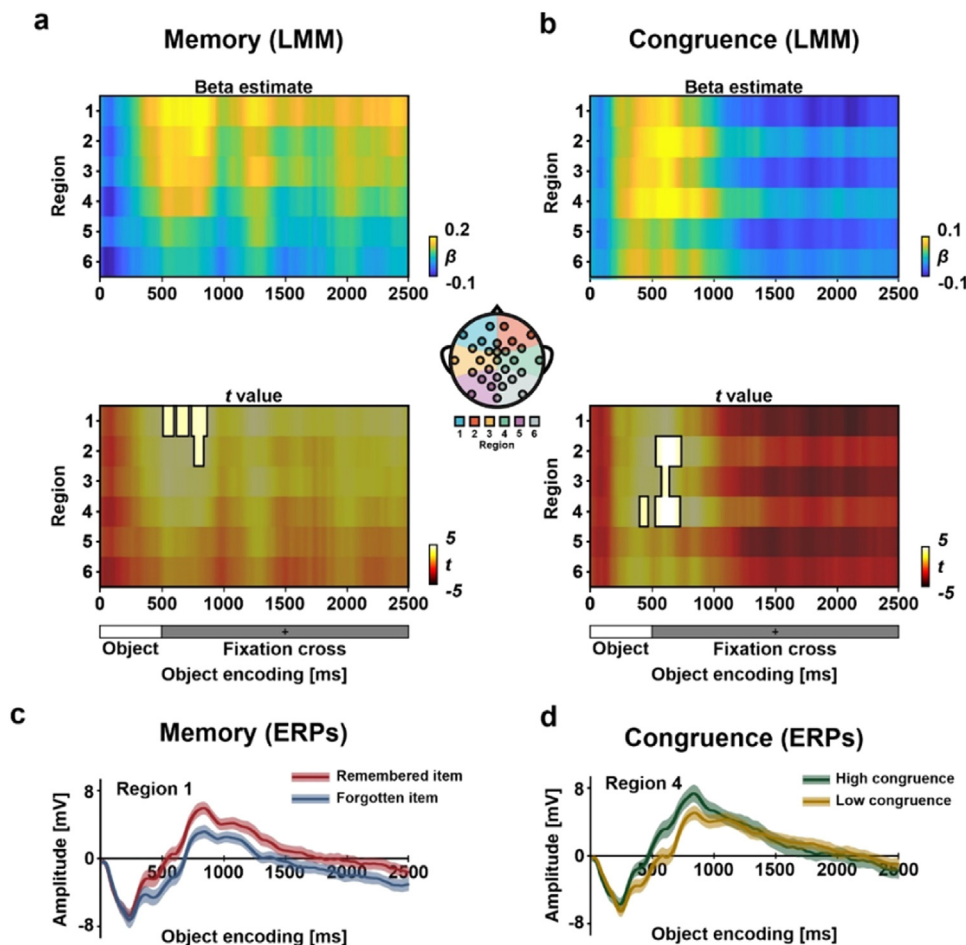 a
Memory (LMM)
Beta estimate
Region
1
2
3
4
5
6
0 500 1000 1500 2000 2500
0.2
β
-0.1
b
Congruence (LMM)
Beta estimate
Region
1
2
3
4
5
6
0 500 1000 1500 2000 2500
0.1
β
-0.1
t value
Region
1
2
3
4
5
6
0 500 1000 1500 2000 2500
5
t
-5
+
Object Fixation cross
Object encoding [ms]
1 2 3 4 5 6
Region
t value
Region
1
2
3
4
5
6
0 500 1000 1500 2000 2500
5
t
-5
+
Object Fixation cross
Object encoding [ms]
c
Memory (ERPs)
Region 1
Remembered item
Forgotten item
Amplitude [mV]
8
0
-8
500 1000 1500 2000 2500
Object encoding [ms]
d
Congruence (ERPs)
Region 4
High congruence
Low congruence
Amplitude [mV]
8
0
-8
500 1000 1500 2000 2500
Object encoding [ms]